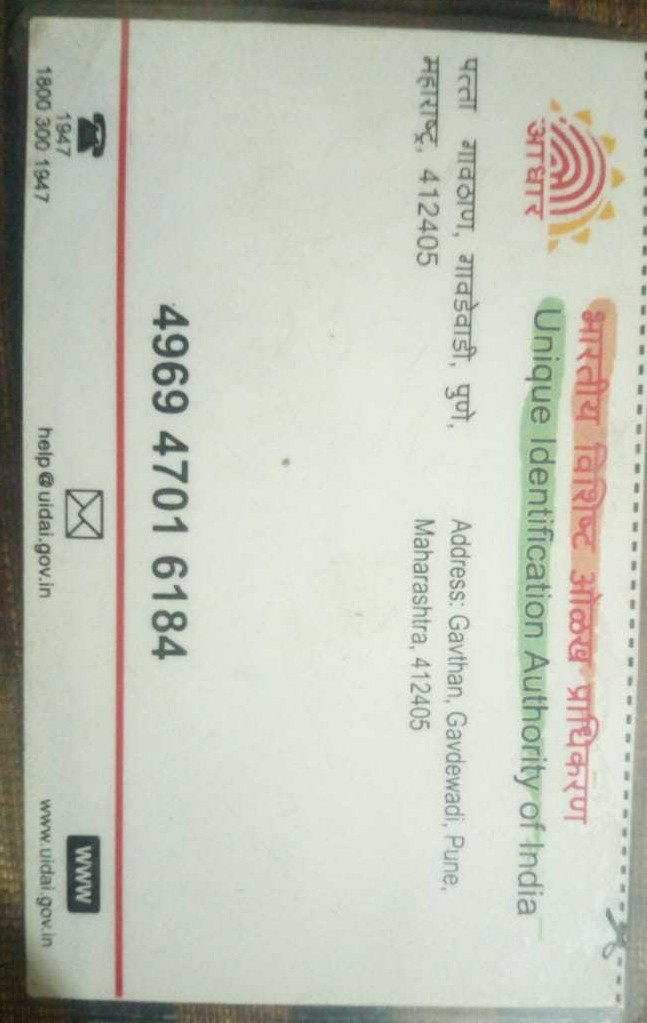 भारतीय विशिष्ट ओळख प्राधिकरण
Unique Identification Authority of India
आधार
पत्ता गावठाण, गावडेवाडी, पुणे,
महाराष्ट्र, 412405
Address: Gavthan, Gavdewadi, Pune,
Maharashtra, 412405
4969 4701 6184
1947
1800 300 1947
help@uidai.gov.in
www
www.uidai.gov.in